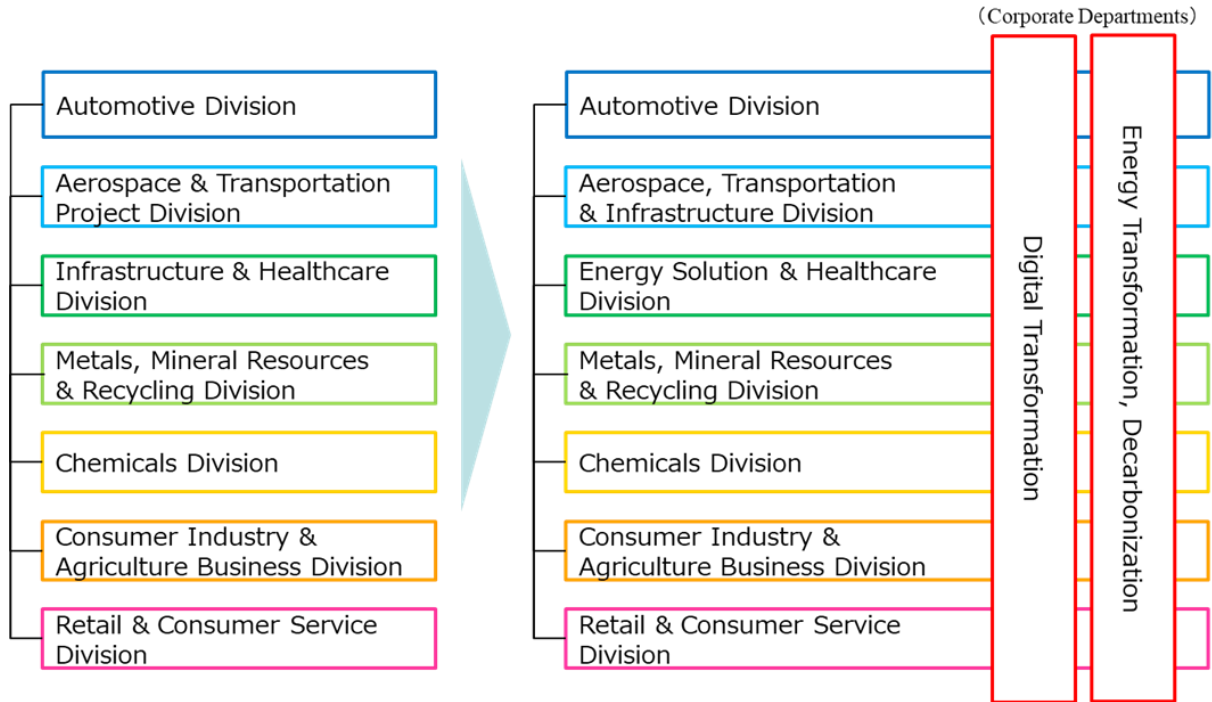 （Corporate Departments）
Automotive Division
Aerospace & Transportation
Project Division
Infrastructure & Healthcare
Division
Metals, Mineral Resources
& Recycling Division
Chemicals Division
Consumer Industry &
Agriculture Business Division
Retail & Consumer Service
Division
Automotive Division
Aerospace, Transportation
& Infrastructure Division
Energy Solution & Healthcare
Division
Metals, Mineral Resources
& Recycling Division
Chemicals Division
Consumer Industry &
Agriculture Business Division
Retail & Consumer Service
Division
Digital Transformation
Energy Transformation, Decarbonization